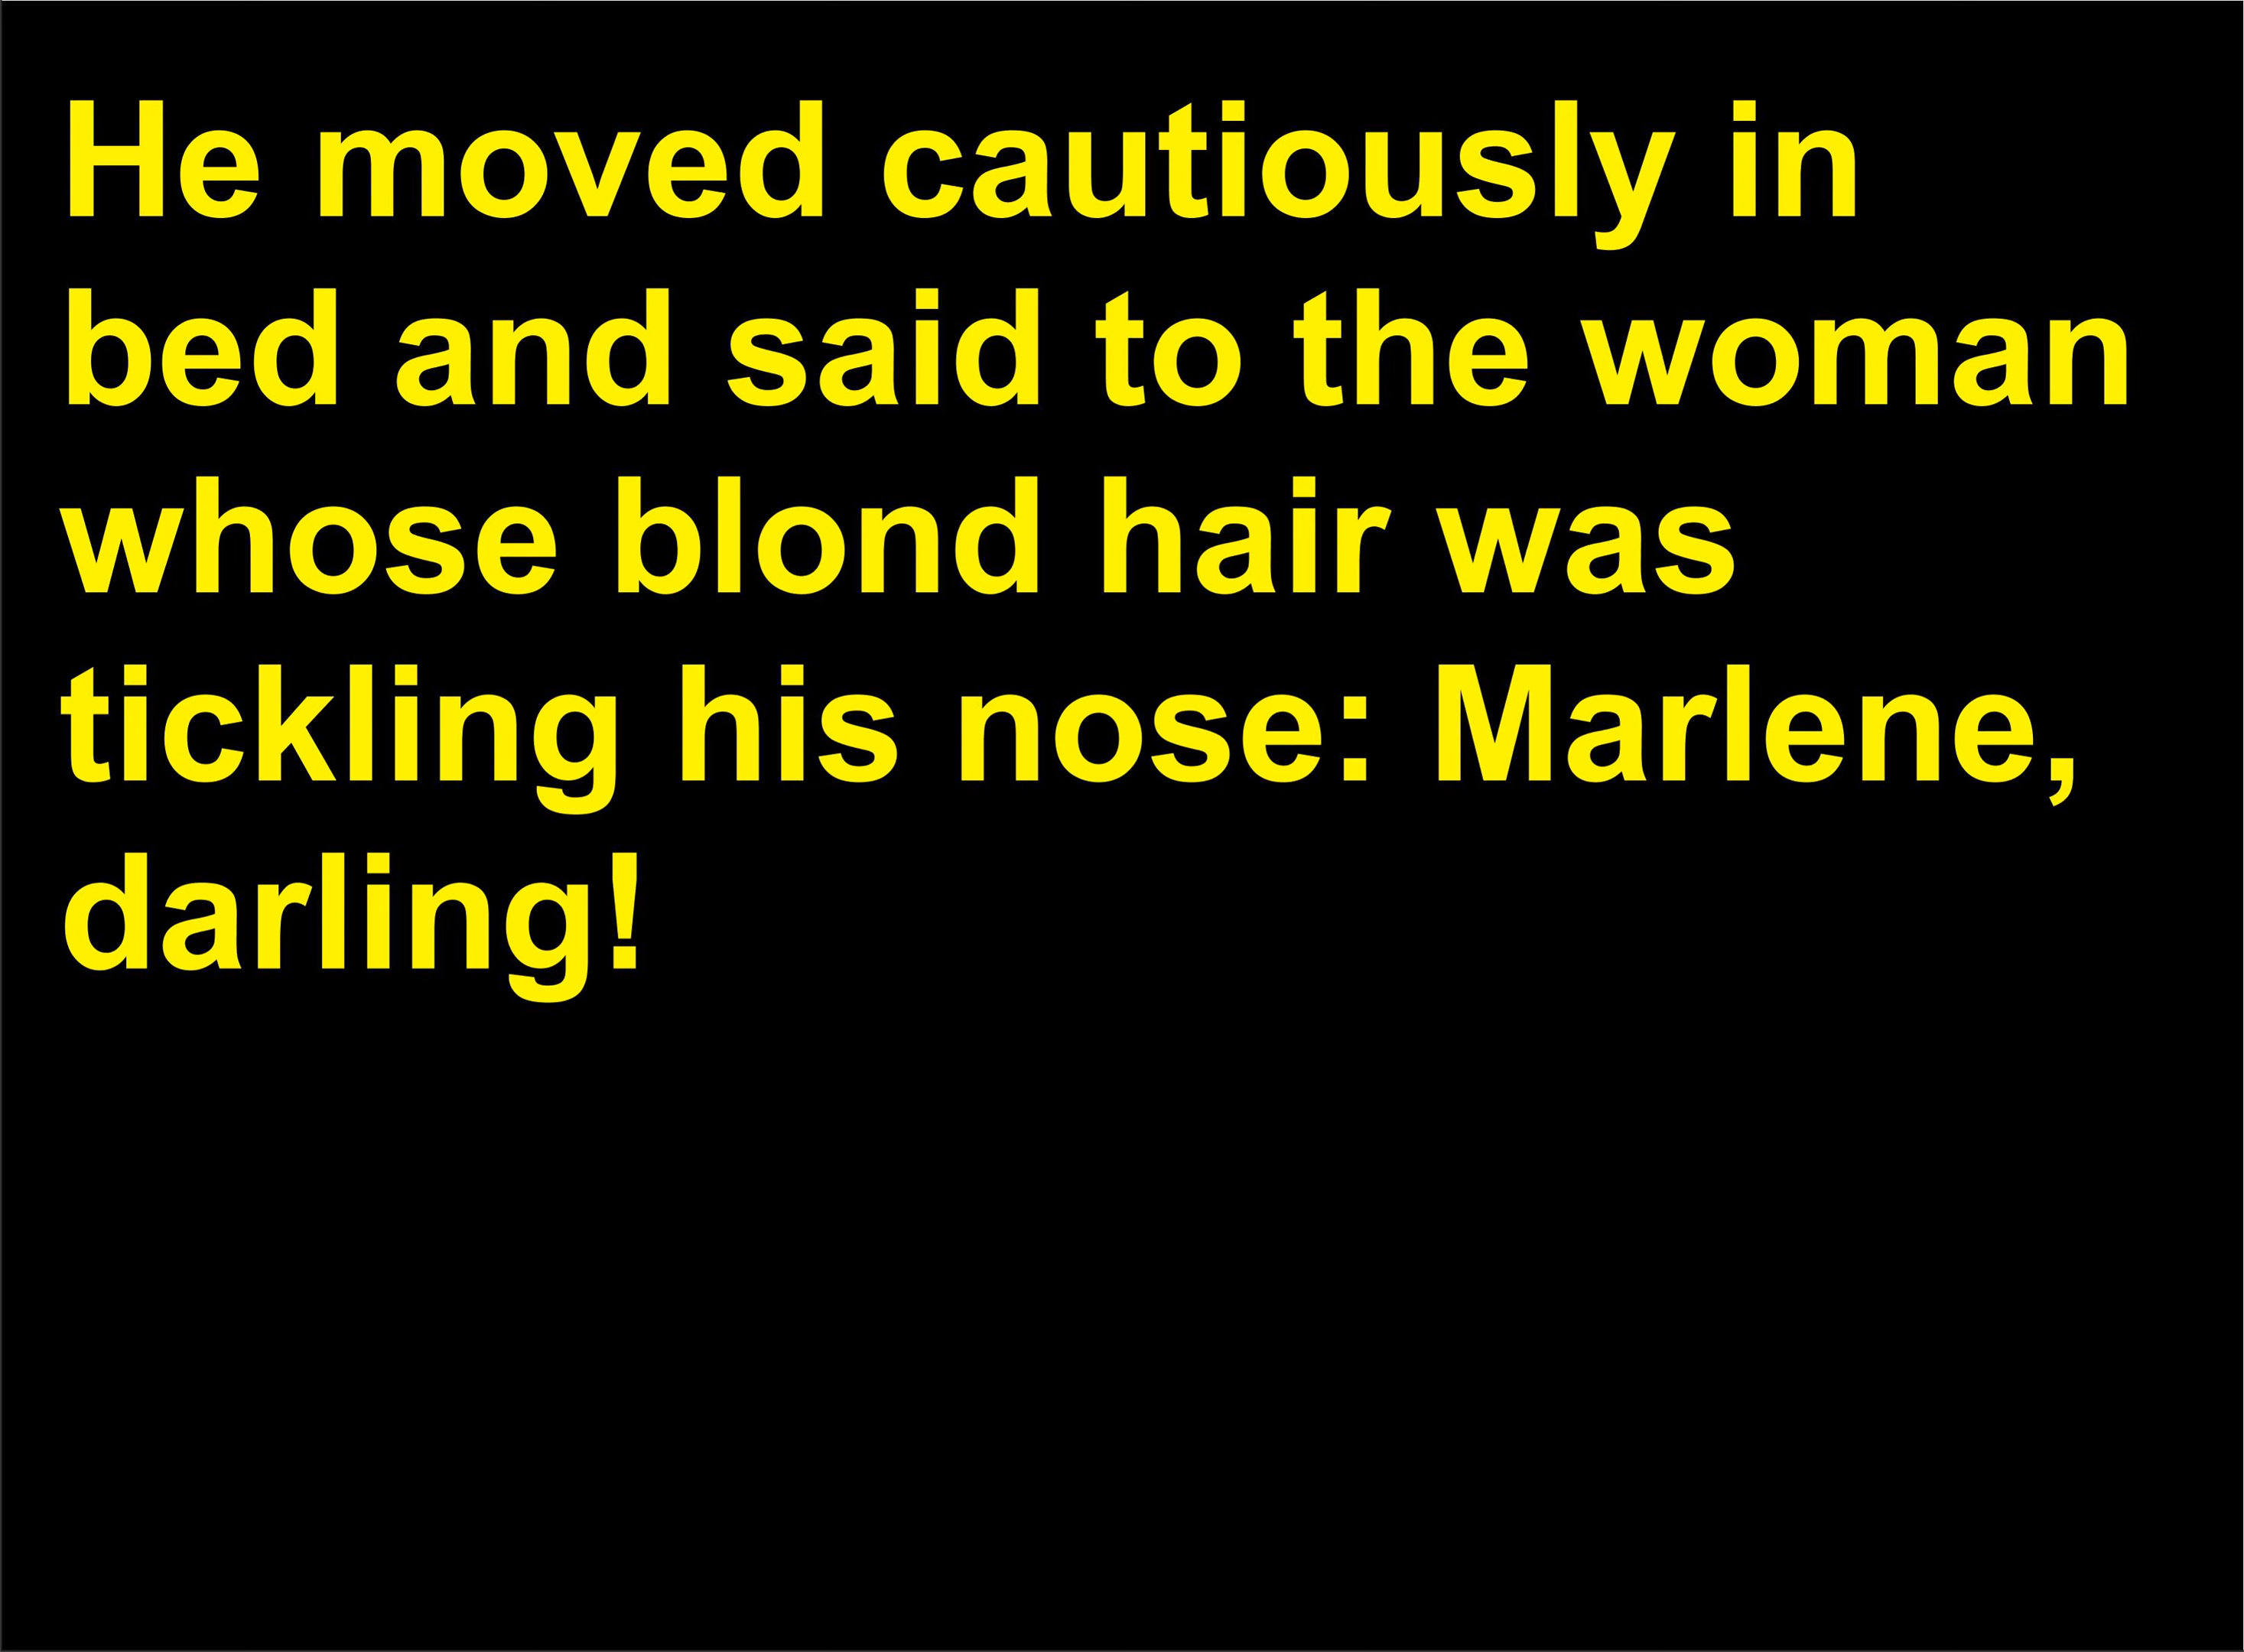 He moved cautiously in
bed and said to the woman
whose blond hair was
tickling his nose: Marlene,
darling!